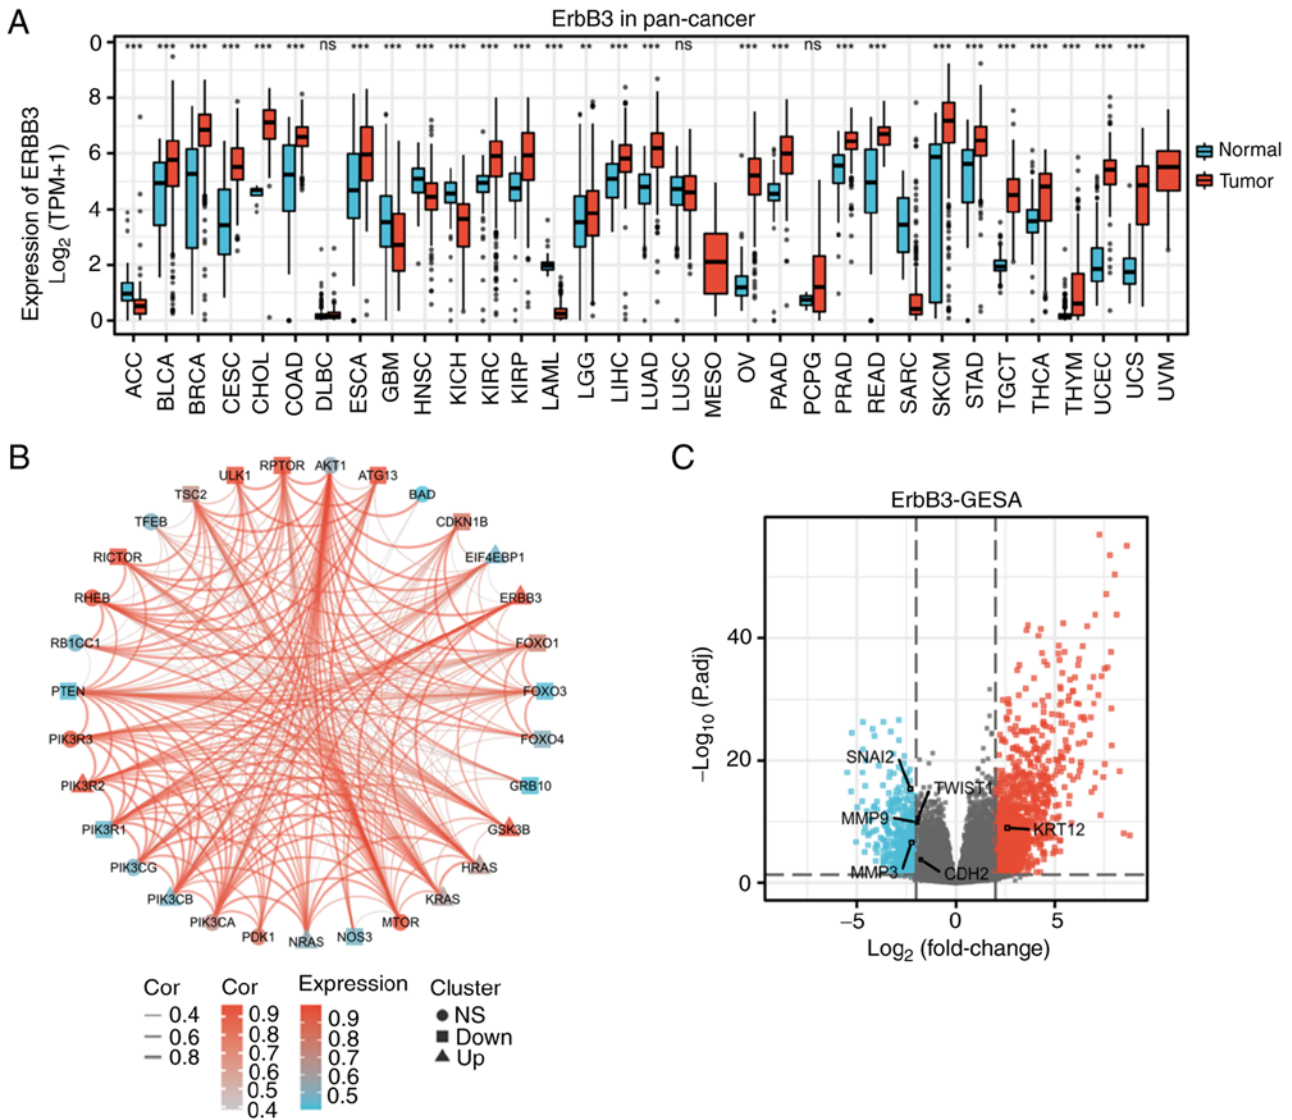 A
ErbB3 in pan-cancer
*** *** *** *** *** *** ns *** *** *** *** *** *** *** ** *** *** ns *** *** ns *** *** *** *** *** *** *** *** ***
Expression of ERBB3
Log2 (TPM+1)
0
8
6
4
2
0
Normal
Tumor
ACC BLCA BRCA CESC CHOL COAD DLBC ESCA GBM HNSC KICH KIRC KIRP LAML LGG LIHC LUAD LUSC MESO OV PAAD PCPG PRAD READ SARC SKCM STAD TGCT THCA THYM UCEC UCS UVM
B
RPTOR
AKT1
ULK1
ATG13
TSC2
BAD
TFEB
CDKN1B
RICTOR
EIF4EBP1
RHEB
ERBB3
RB1CC1
FOXO1
PTEN
FOXO3
PIK3R3
FOXO4
PIK3R2
GRB10
PIK3R1
GSK3B
PIK3CG
HRAS
PIK3CB
KRAS
PIK3CA
MTOR
PDK1
NRAS
NOS3
Cor
0.4
0.6
0.8
Cor
0.9
0.8
0.7
0.6
0.5
0.4
Expression
0.9
0.8
0.7
0.6
0.5
Cluster
NS
Down
Up
C
ErbB3-GESA
−Log10 (P.adj)
40
20
0
SNAI2
TWIST1
MMP9
KRT12
MMP3
CDH2
−5 0 5
Log2 (fold-change)